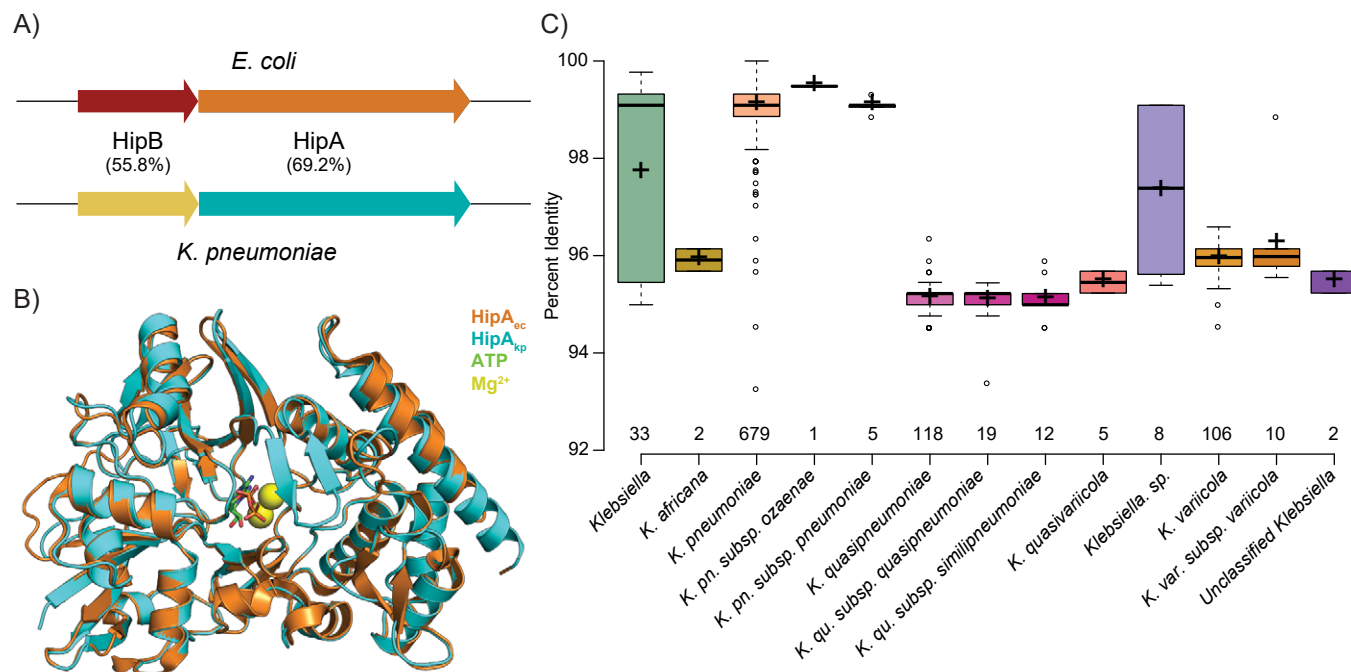 A)
E. coli
HipB
(55.8%)
HipA
(69.2%)
K. pneumoniae
B)
HipAec
HipAkp
ATP
Mg2+
C)
Percent Identity
100
98
96
94
92
33 2 679 1 5 118 19 12 5 8 106 10 2
Klebsiella
K. africana
K. pneumoniae
K. pn. subsp. ozaenae
K. pn. subsp. pneumoniae
K. quasipneumoniae
K. qu. subsp. quasipneumoniae
K. qu. subsp. similipneumoniae
K. quasivariicola
Klebsiella. sp.
K. variicola
K. var. subsp. variicola
Unclassified Klebsiella